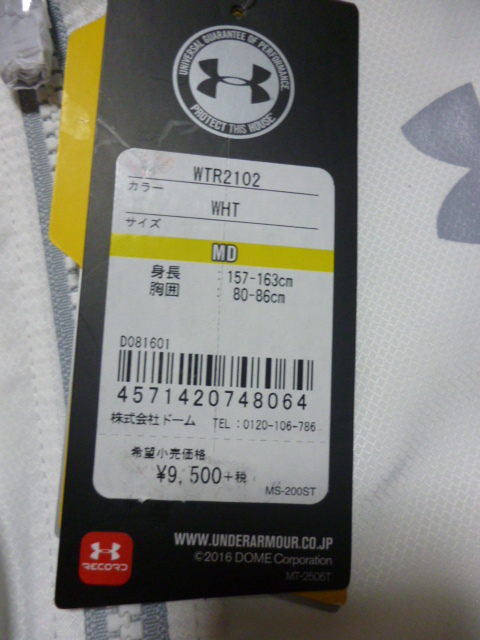 UNIVERSAL GUARANTEE OF PERFORMANCE
PROTECT THIS HOUSE
WTR2102
カラー
WHT
サイズ
MD
身長 : 157-163cm
胸囲 : 80-86cm
D081601
4571420748064
株式会社ドーム TEL:0120-106-786
希望小売価格
¥9,500+税
MS-200ST
RECORD
WWW.UNDERARMOUR.CO.JP
©2016 DOME Corporation
MT-2506T